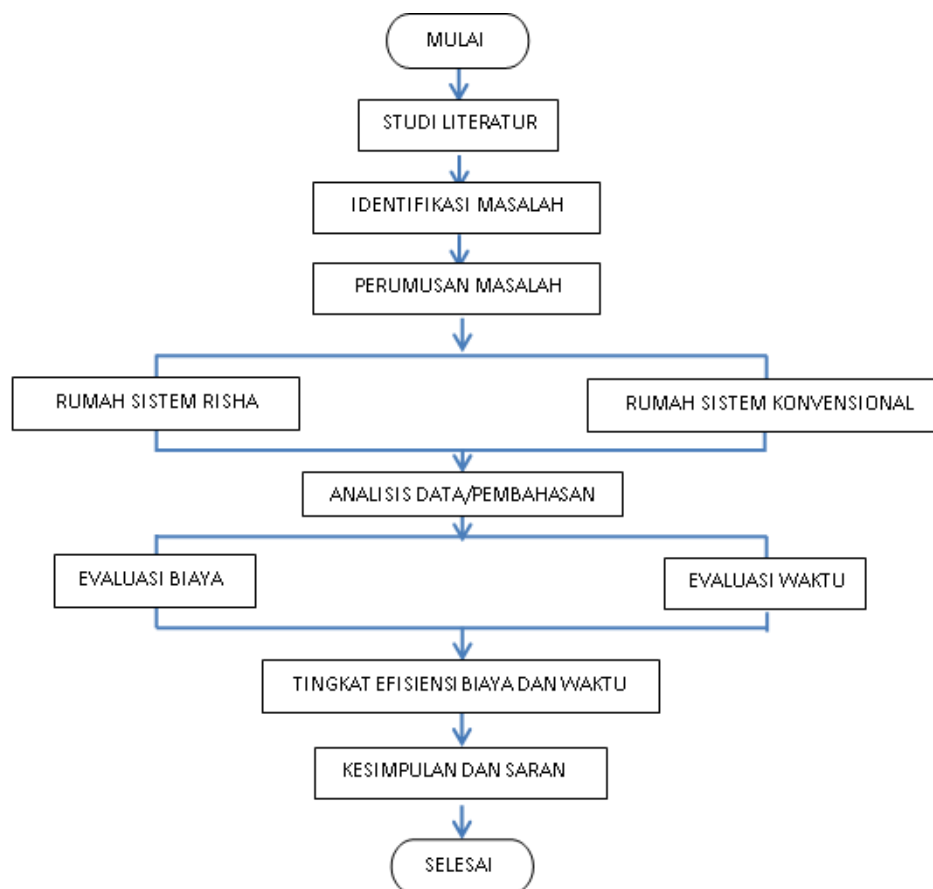 MULAI
STUDI LITERATUR
IDENTIFIKASI MASALAH
PERUMUSAN MASALAH
RUMAH SISTEM RISHA
RUMAH SISTEM KONVENSIONAL
ANALISIS DATA/PEMBAHASAN
EVALUASI BIAYA
EVALUASI WAKTU
TINGKAT EFISIENSI BIAYA DAN WAKTU
KESIMPULAN DAN SARAN
SELESAI